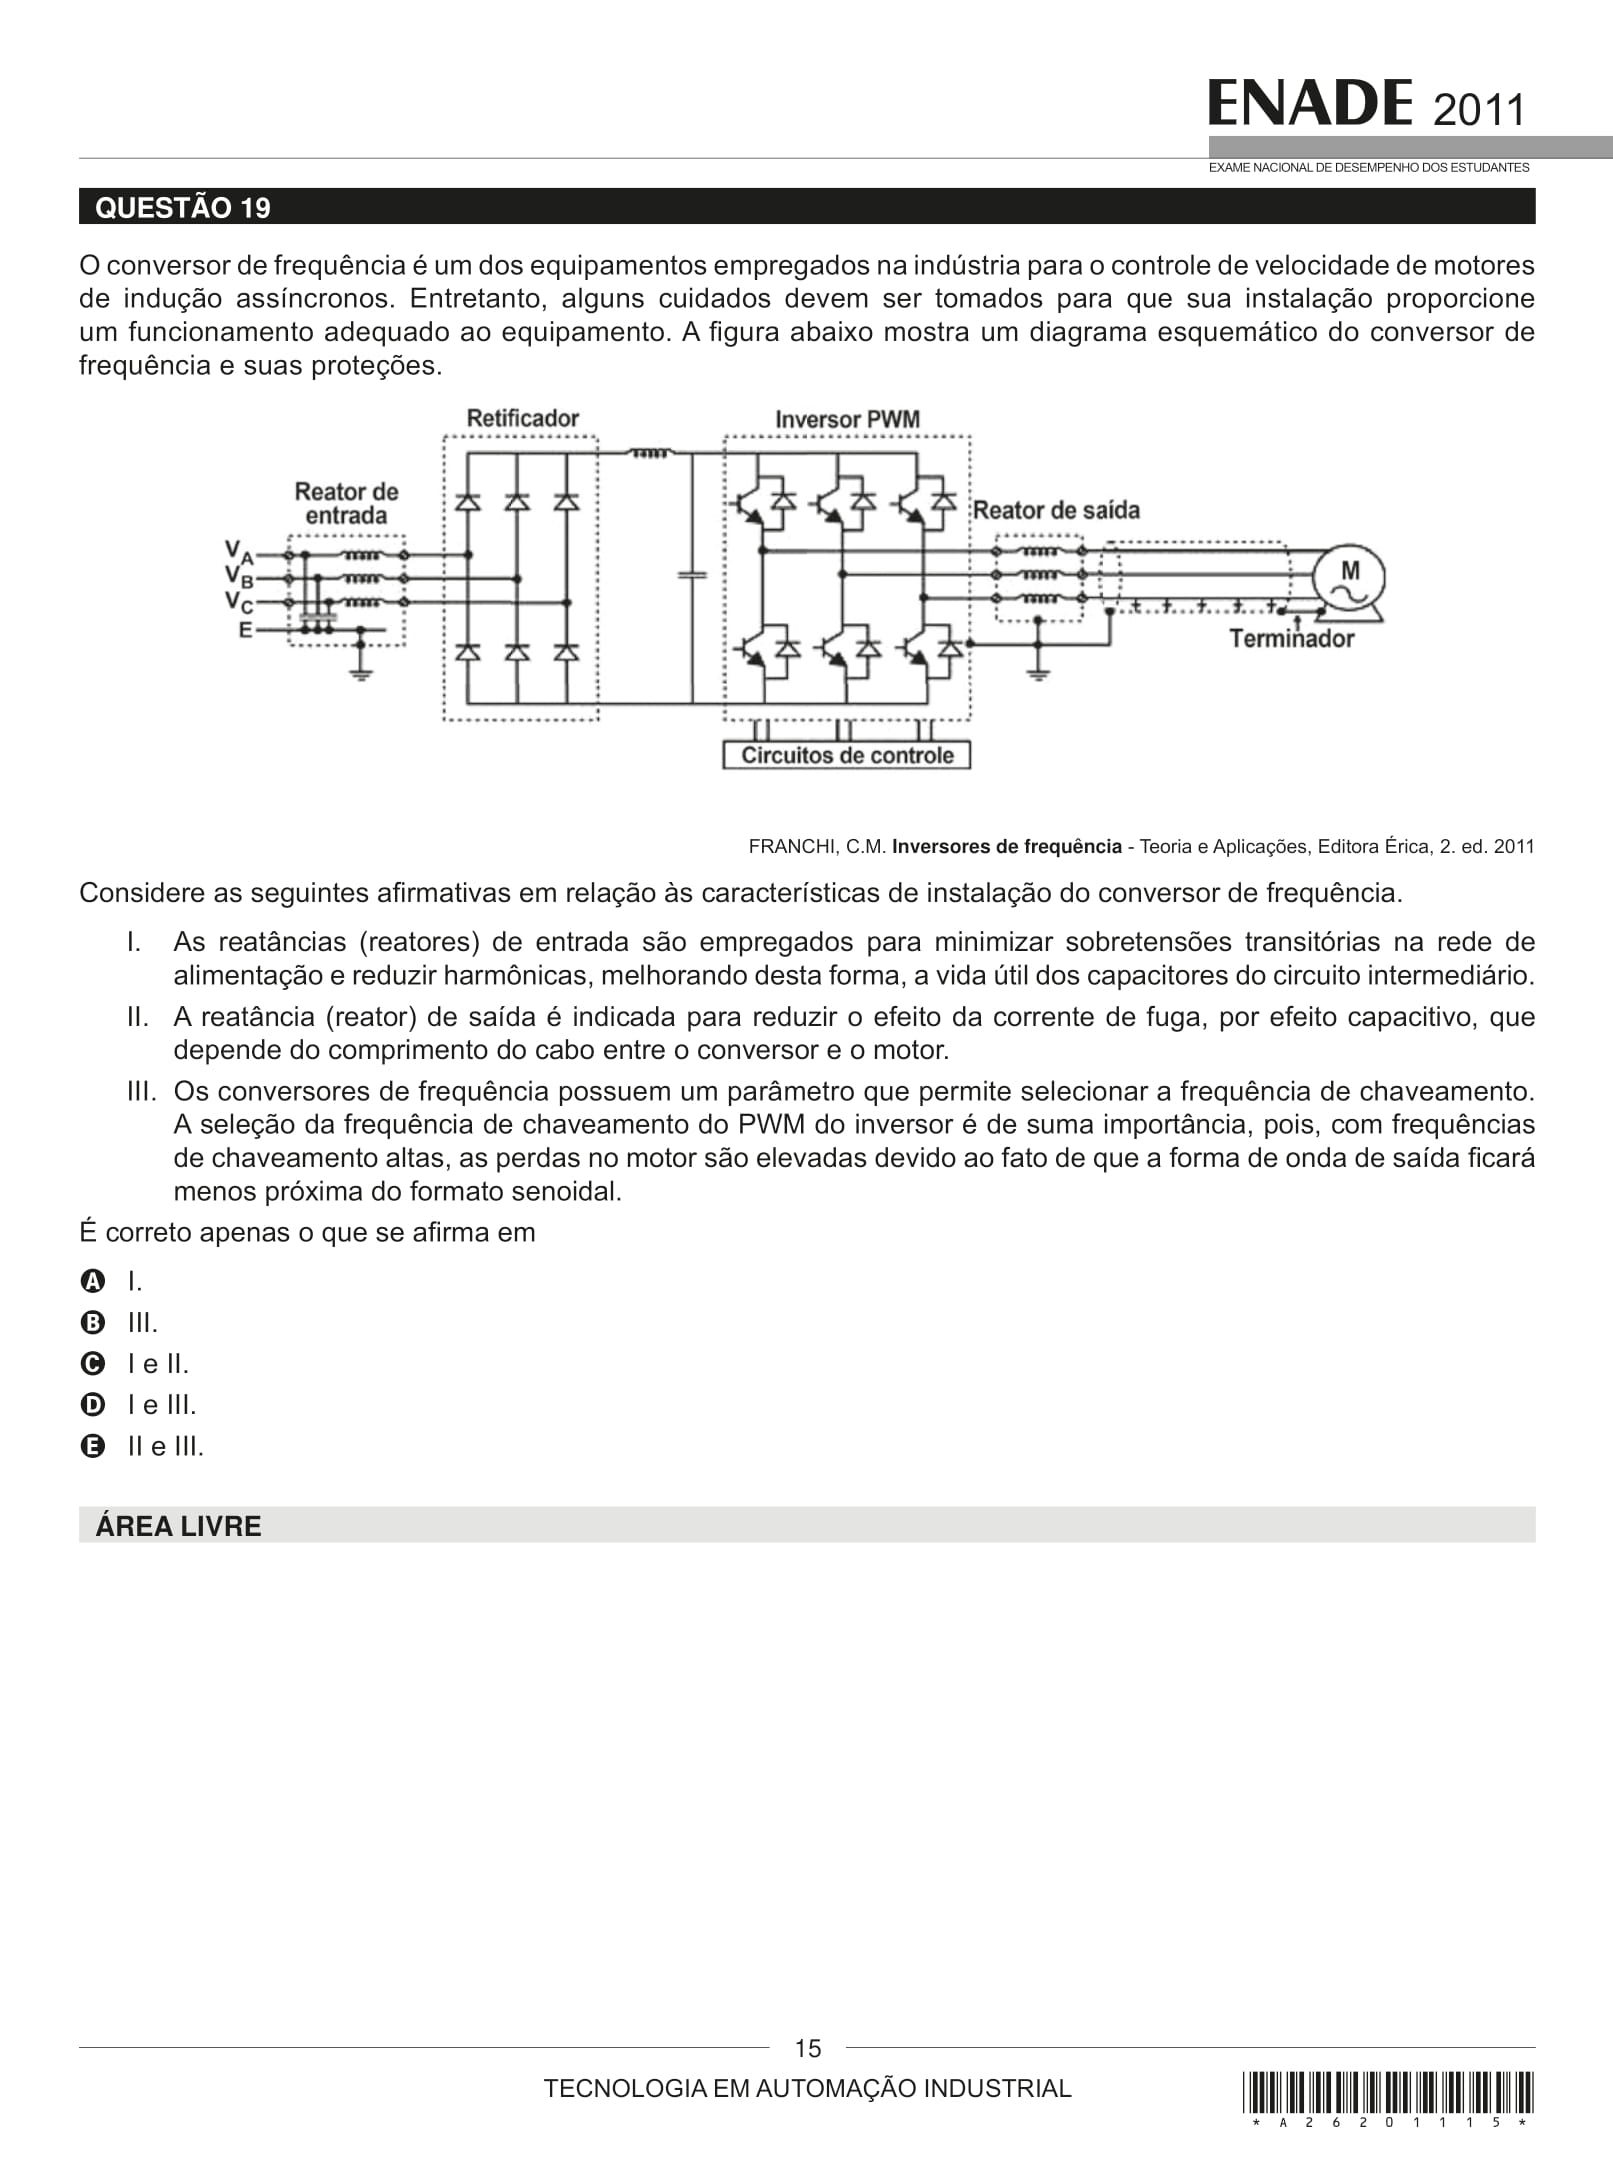 ENADE 2011
EXAME NACIONAL DE DESEMPENHO DOS ESTUDANTES
QUESTÃO 19
O conversor de frequência é um dos equipamentos empregados na indústria para o controle de velocidade de motores
de indução assíncronos. Entretanto, alguns cuidados devem ser tomados para que sua instalação proporcione
um funcionamento adequado ao equipamento. A figura abaixo mostra um diagrama esquemático do conversor de
frequência e suas proteções.
Retificador
Inversor PWM
Reator de
entrada
Reator de saída
VA
VB
VC
E
M
Terminador
Circuitos de controle
FRANCHI, C.M. Inversores de frequência - Teoria e Aplicações, Editora Érica, 2. ed. 2011
Considere as seguintes afirmativas em relação às características de instalação do conversor de frequência.
I. As reatâncias (reatores) de entrada são empregados para minimizar sobretensões transitórias na rede de
alimentação e reduzir harmônicas, melhorando desta forma, a vida útil dos capacitores do circuito intermediário.
II. A reatância (reator) de saída é indicada para reduzir o efeito da corrente de fuga, por efeito capacitivo, que
depende do comprimento do cabo entre o conversor e o motor.
III. Os conversores de frequência possuem um parâmetro que permite selecionar a frequência de chaveamento.
A seleção da frequência de chaveamento do PWM do inversor é de suma importância, pois, com frequências
de chaveamento altas, as perdas no motor são elevadas devido ao fato de que a forma de onda de saída ficará
menos próxima do formato senoidal.
É correto apenas o que se afirma em
A I.
B III.
C I e II.
D I e III.
E II e III.
ÁREA LIVRE
15
TECNOLOGIA EM AUTOMAÇÃO INDUSTRIAL
* A 2 6 2 0 1 1 1 5 *